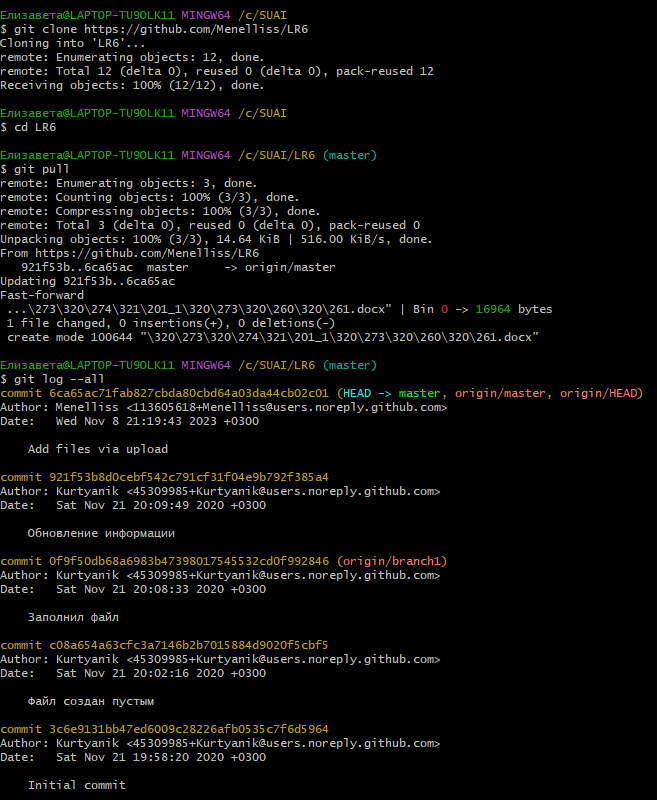 Елизавета@LAPTOP-TU9OLK11 MINGW64 /c/SUAI
$ git clone https://github.com/Menelliss/LR6
Cloning into 'LR6'...
remote: Enumerating objects: 12, done.
remote: Total 12 (delta 0), reused 0 (delta 0), pack-reused 12
Receiving objects: 100% (12/12), done.
Елизавета@LAPTOP-TU9OLK11 MINGW64 /c/SUAI
$ cd LR6
Елизавета@LAPTOP-TU9OLK11 MINGW64 /c/SUAI/LR6 (master)
$ git pull
remote: Enumerating objects: 3, done.
remote: Counting objects: 100% (3/3), done.
remote: Compressing objects: 100% (3/3), done.
remote: Total 3 (delta 0), reused 0 (delta 0), pack-reused 0
Unpacking objects: 100% (3/3), 14.64 KiB | 516.00 KiB/s, done.
From https://github.com/Menelliss/LR6
   921f53b..6ca65ac  master     -> origin/master
Updating 921f53b..6ca65ac
Fast-forward
 ...\273\320\274\321\201_1\320\273\320\260\320\261.docx" | Bin 0 -> 16964 bytes
 1 file changed, 0 insertions(+), 0 deletions(-)
 create mode 100644 "\320\273\320\274\321\201_1\320\273\320\260\320\261.docx"
Елизавета@LAPTOP-TU9OLK11 MINGW64 /c/SUAI/LR6 (master)
$ git log --all
commit 6ca65ac71fab827cbda80cbd64a03da44cb02c01 (HEAD -> master, origin/master, origin/HEAD)
Author: Menelliss <113605618+Menelliss@users.noreply.github.com>
Date:   Wed Nov 8 21:19:43 2023 +0300
    Add files via upload
commit 921f53b8d0cebf542c791cf31f04e9b792f385a4
Author: Kurtyanik <45309985+Kurtyanik@users.noreply.github.com>
Date:   Sat Nov 21 20:09:49 2020 +0300
    Обновление информации
commit 0f9f50db68a6983b47398017545532cd0f992846 (origin/branch1)
Author: Kurtyanik <45309985+Kurtyanik@users.noreply.github.com>
Date:   Sat Nov 21 20:08:33 2020 +0300
    Заполнил файл
commit c08a654a63cfc3a7146b2b7015884d9020f5cbf5
Author: Kurtyanik <45309985+Kurtyanik@users.noreply.github.com>
Date:   Sat Nov 21 20:02:16 2020 +0300
    Файл создан пустым
commit 3c6e9131bb47ed6009c28226afb0535c7f6d5964
Author: Kurtyanik <45309985+Kurtyanik@users.noreply.github.com>
Date:   Sat Nov 21 19:58:20 2020 +0300
    Initial commit